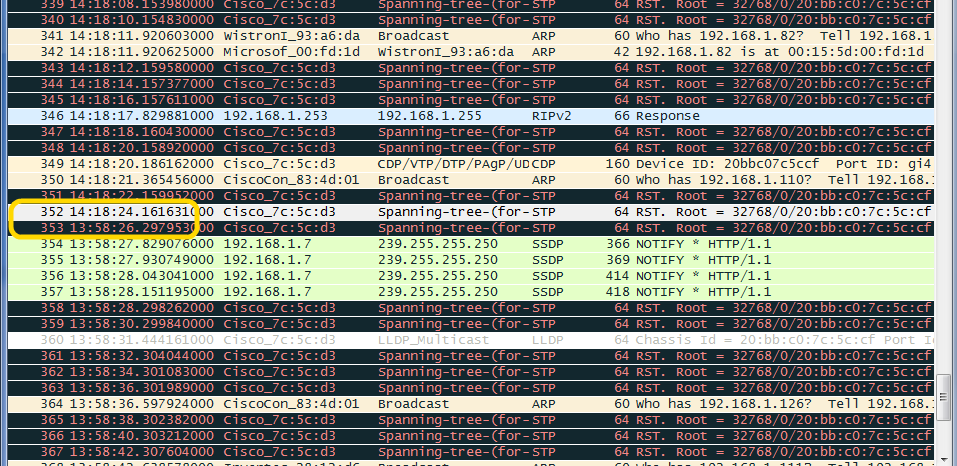 339 14:18:08.153980000 Cisco_7c:5c:d3 Spanning-tree-(for- STP 64 RST. Root = 32768/0/20:bb:c0:7c:5c:cf
340 14:18:10.154830000 Cisco_7c:5c:d3 Spanning-tree-(for- STP 64 RST. Root = 32768/0/20:bb:c0:7c:5c:cf
341 14:18:11.920603000 WistronI_93:a6:da Broadcast ARP 60 Who has 192.168.1.82? Tell 192.168.1
342 14:18:11.920625000 Microsof_00:fd:1d WistronI_93:a6:da ARP 42 192.168.1.82 is at 00:15:5d:00:fd:1d
343 14:18:12.159580000 Cisco_7c:5c:d3 Spanning-tree-(for- STP 64 RST. Root = 32768/0/20:bb:c0:7c:5c:cf
344 14:18:14.157377000 Cisco_7c:5c:d3 Spanning-tree-(for- STP 64 RST. Root = 32768/0/20:bb:c0:7c:5c:cf
345 14:18:16.157611000 Cisco_7c:5c:d3 Spanning-tree-(for- STP 64 RST. Root = 32768/0/20:bb:c0:7c:5c:cf
346 14:18:17.829881000 192.168.1.253 192.168.1.255 RIPv2 66 Response
347 14:18:18.160430000 Cisco_7c:5c:d3 Spanning-tree-(for- STP 64 RST. Root = 32768/0/20:bb:c0:7c:5c:cf
348 14:18:20.158920000 Cisco_7c:5c:d3 Spanning-tree-(for- STP 64 RST. Root = 32768/0/20:bb:c0:7c:5c:cf
349 14:18:20.186162000 Cisco_7c:5c:d3 CDP/VTP/DTP/PAgP/UD CDP 160 Device ID: 20bbc07c5ccf Port ID: gi4
350 14:18:21.365456000 CiscoCon_83:4d:01 Broadcast ARP 60 Who has 192.168.1.110? Tell 192.168.
351 14:18:22.159952000 Cisco_7c:5c:d3 Spanning-tree-(for- STP 64 RST. Root = 32768/0/20:bb:c0:7c:5c:cf
352 14:18:24.161631000 Cisco_7c:5c:d3 Spanning-tree-(for- STP 64 RST. Root = 32768/0/20:bb:c0:7c:5c:cf
353 13:58:26.297953000 Cisco_7c:5c:d3 Spanning-tree-(for- STP 64 RST. Root = 32768/0/20:bb:c0:7c:5c:cf
354 13:58:27.829076000 192.168.1.7 239.255.255.250 SSDP 366 NOTIFY * HTTP/1.1
355 13:58:27.930749000 192.168.1.7 239.255.255.250 SSDP 369 NOTIFY * HTTP/1.1
356 13:58:28.043041000 192.168.1.7 239.255.255.250 SSDP 414 NOTIFY * HTTP/1.1
357 13:58:28.151195000 192.168.1.7 239.255.255.250 SSDP 418 NOTIFY * HTTP/1.1
358 13:58:28.298262000 Cisco_7c:5c:d3 Spanning-tree-(for- STP 64 RST. Root = 32768/0/20:bb:c0:7c:5c:cf
359 13:58:30.299840000 Cisco_7c:5c:d3 Spanning-tree-(for- STP 64 RST. Root = 32768/0/20:bb:c0:7c:5c:cf
360 13:58:31.444161000 Cisco_7c:5c:d3 LLDP_Multicast LLDP 64 Chassis Id = 20:bb:c0:7c:5c:cf Port Id
361 13:58:32.304044000 Cisco_7c:5c:d3 Spanning-tree-(for- STP 64 RST. Root = 32768/0/20:bb:c0:7c:5c:cf
362 13:58:34.301083000 Cisco_7c:5c:d3 Spanning-tree-(for- STP 64 RST. Root = 32768/0/20:bb:c0:7c:5c:cf
363 13:58:36.301989000 Cisco_7c:5c:d3 Spanning-tree-(for- STP 64 RST. Root = 32768/0/20:bb:c0:7c:5c:cf
364 13:58:36.597924000 CiscoCon_83:4d:01 Broadcast ARP 60 Who has 192.168.1.126? Tell 192.168.
365 13:58:38.302382000 Cisco_7c:5c:d3 Spanning-tree-(for- STP 64 RST. Root = 32768/0/20:bb:c0:7c:5c:cf
366 13:58:40.303212000 Cisco_7c:5c:d3 Spanning-tree-(for- STP 64 RST. Root = 32768/0/20:bb:c0:7c:5c:cf
367 13:58:42.307604000 Cisco_7c:5c:d3 Spanning-tree-(for- STP 64 RST. Root = 32768/0/20:bb:c0:7c:5c:cf